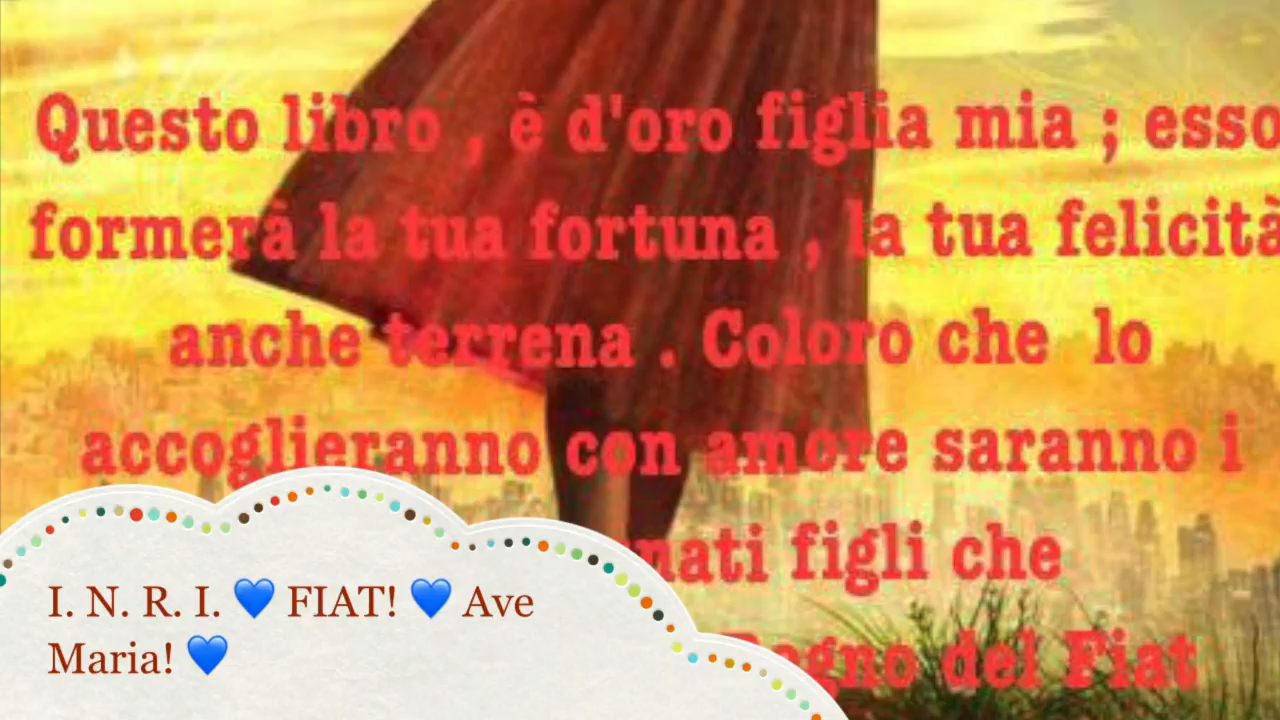 Questo libro , è d'oro figlia mia ; esso
formerà la tua fortuna , la tua felicità
anche terrena . Coloro che lo
accoglieranno con amore saranno i
figli che
del Fiat
I. N. R. I. 💙 FIAT! 💙 Ave
Maria! 💙